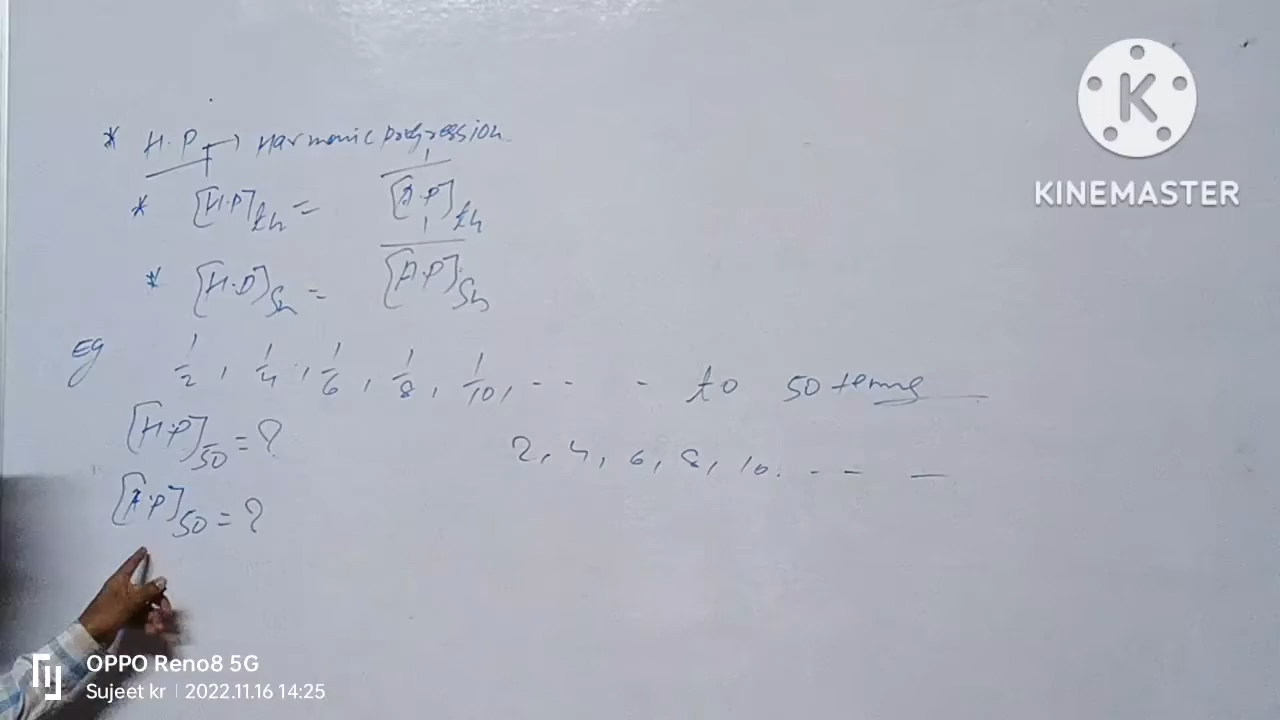 * H.P → Harmonic progression
* [H.P]tn = 1/[A.P]tn
* [H.P]Sn = 1/[A.P]Sn
Eg 1/2, 1/4, 1/6, 1/8, 1/10, -- - to 50 terms
[H.P]50 = ?
2, 4, 6, 8, 10. -- —
[A.P]50 = ?
K
KINEMASTER
OPPO Reno8 5G
Sujeet kr | 2022.11.16 14:25